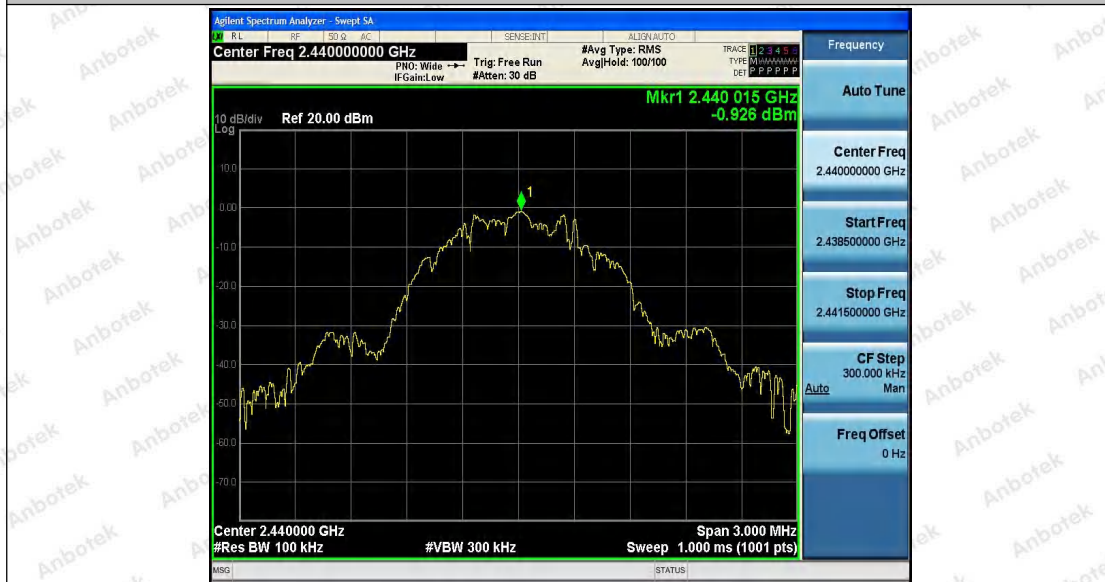 Agilent Spectrum Analyzer - Swept SA
RL RF 50 Ω AC SENSE:INT ALIGNAUTO
Center Freq 2.440000000 GHz
PNO: Wide
IFGain:Low
Trig: Free Run
#Atten: 30 dB
#Avg Type: RMS
Avg|Hold: 100/100
TRACE 1 2 3 4 5 6
TYPE M
DET P P P P P P
Mkr1 2.440 015 GHz
-0.926 dBm
10 dB/div Ref 20.00 dBm
Log
10.0
0.00
-10.0
-20.0
-30.0
-40.0
-50.0
-60.0
-70.0
1
Center 2.440000 GHz
Span 3.000 MHz
#Res BW 100 kHz
#VBW 300 kHz
Sweep 1.000 ms (1001 pts)
MSG
STATUS
Frequency
Auto Tune
Center Freq
2.440000000 GHz
Start Freq
2.438500000 GHz
Stop Freq
2.441500000 GHz
CF Step
300.000 kHz
Auto Man
Freq Offset
0 Hz
Anbotek